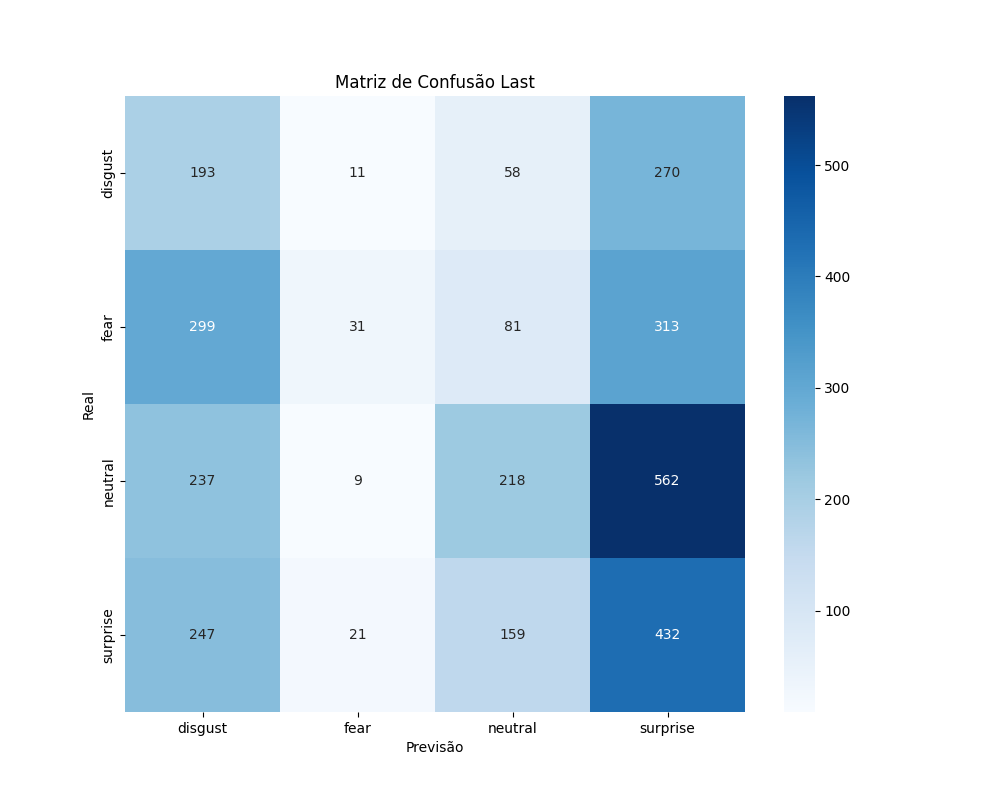 Matriz de Confusão Last
disgust
193 11 58 270
fear
299 31 81 313
neutral
237 9 218 562
surprise
247 21 159 432
Real
disgust fear neutral surprise
Previsão
500
400
300
200
100